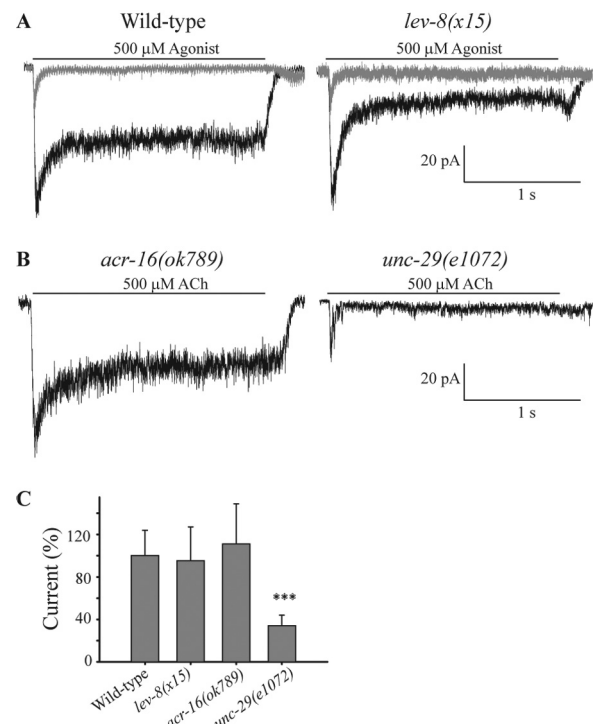 A Wild-type lev-8(x15)
500 µM Agonist 500 µM Agonist
20 pA
1 s
B acr-16(ok789) unc-29(e1072)
500 µM ACh 500 µM ACh
20 pA
1 s
C
Current (%)
120
80
40
0
***
Wild-type
lev-8(x15)
acr-16(ok789)
unc-29(e1072)